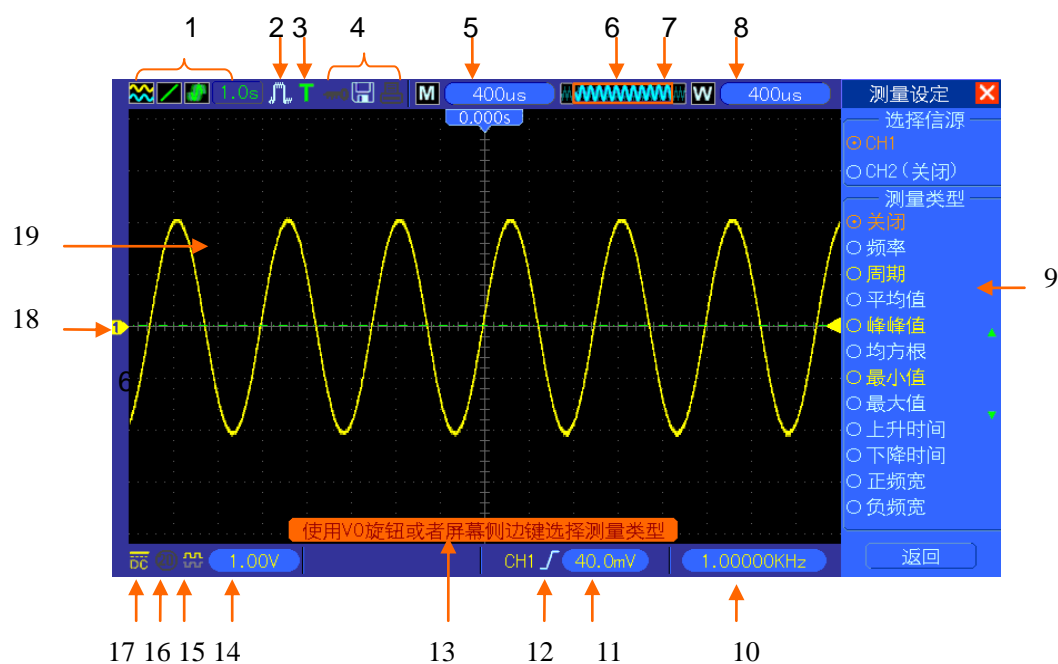 1 2 3 4 5 6 7 8
1.0s T M 400us W 400us
0.000s
测量设定
选择信源
CH1
CH2(关闭)
测量类型
关闭
频率
周期
平均值
峰峰值
均方根
最小值
最大值
上升时间
下降时间
正频宽
负频宽
返回
9
19
18
1
6
使用V0旋钮或者屏幕侧边键选择测量类型
DC 20 1.00V CH1 40.0mV 1.00000KHz
17 16 15 14 13 12 11 10